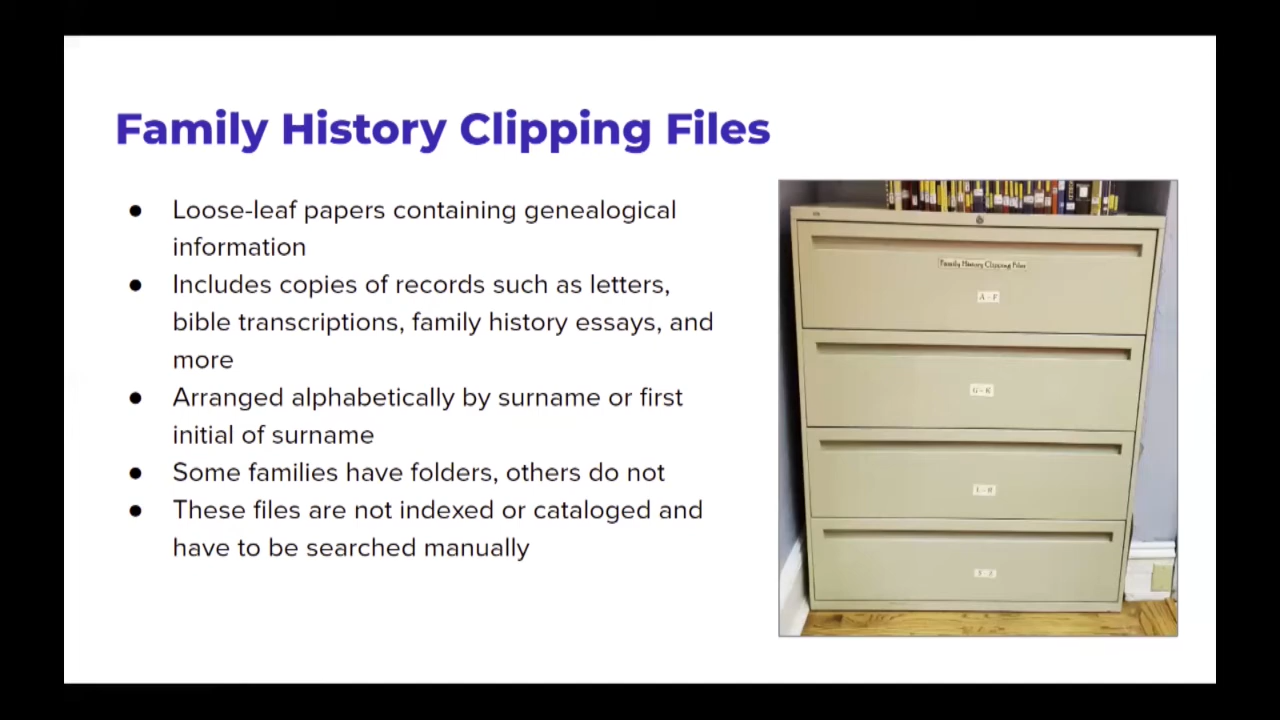 Family History Clipping Files
● Loose-leaf papers containing genealogical
information
● Includes copies of records such as letters,
bible transcriptions, family history essays, and
more
● Arranged alphabetically by surname or first
initial of surname
● Some families have folders, others do not
● These files are not indexed or cataloged and
have to be searched manually
Family History Clipping Files
A - F
G - K